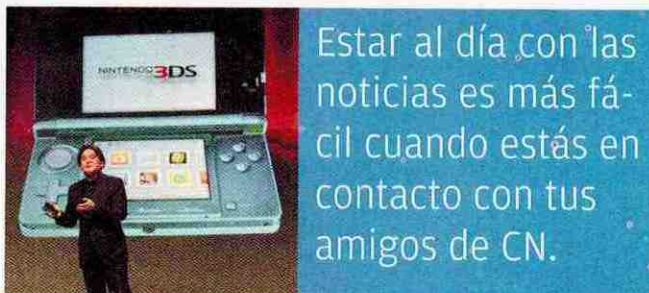 NINTENDO 3DS
Estar al día con las
noticias es más fá-
cil cuando estás en
contacto con tus
amigos de CN.